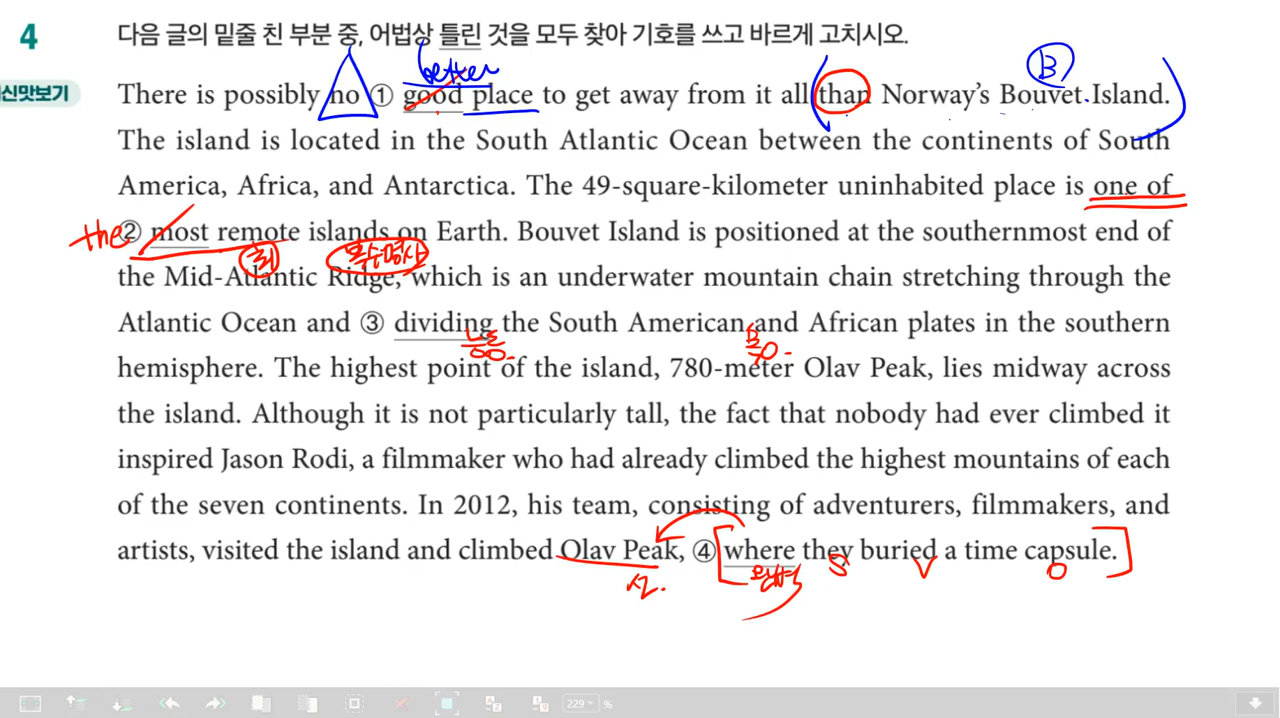 4 다음 글의 밑줄 친 부분 중, 어법상 틀린 것을 모두 찾아 기호를 쓰고 바르게 고치시오.
better B
신맛보기
There is possibly no ① good place to get away from it all than Norway's Bouvet Island.
The island is located in the South Atlantic Ocean between the continents of South
America, Africa, and Antarctica. The 49-square-kilometer uninhabited place is one of
the ② most remote islands on Earth. Bouvet Island is positioned at the southernmost end of
최 복수명사
the Mid-Atlantic Ridge, which is an underwater mountain chain stretching through the
Atlantic Ocean and ③ dividing the South American and African plates in the southern
hemisphere. The highest point of the island, 780-meter Olav Peak, lies midway across
the island. Although it is not particularly tall, the fact that nobody had ever climbed it
inspired Jason Rodi, a filmmaker who had already climbed the highest mountains of each
of the seven continents. In 2012, his team, consisting of adventurers, filmmakers, and
artists, visited the island and climbed Olav Peak, ④ where they buried a time capsule.
S V O
229 %